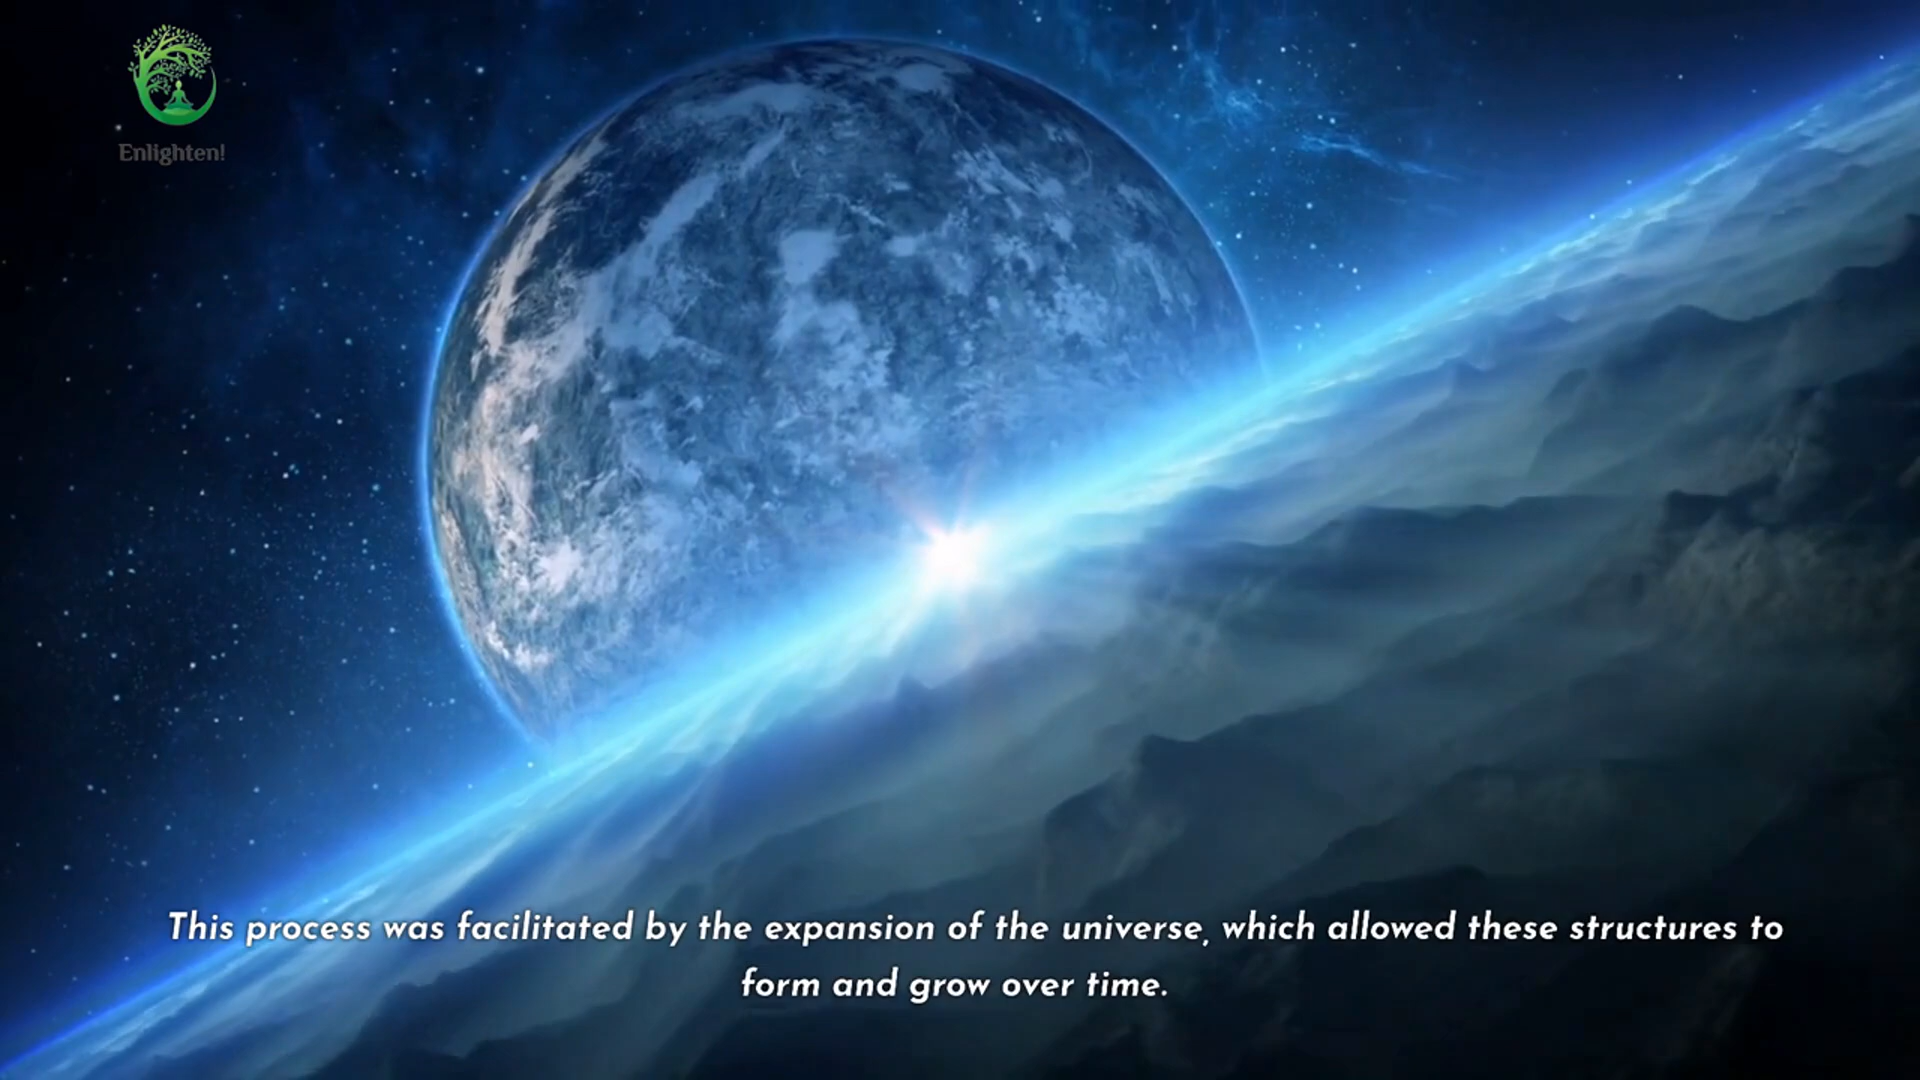 Enlighten!
This process was facilitated by the expansion of the universe, which allowed these structures to
form and grow over time.